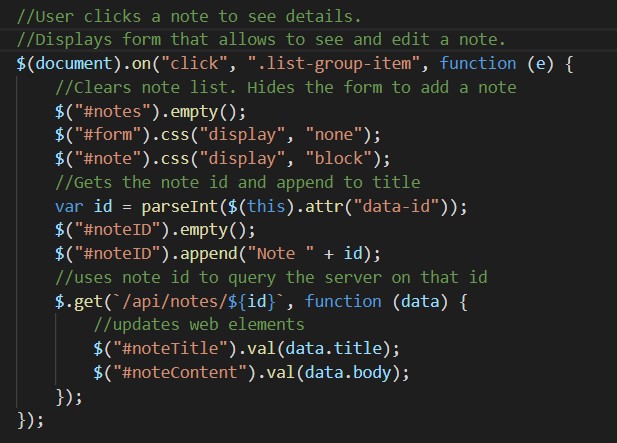 //User clicks a note to see details.
//Displays form that allows to see and edit a note.
$(document).on("click", ".list-group-item", function (e) {
    //Clears note list. Hides the form to add a note
    $("#notes").empty();
    $("#form").css("display", "none");
    $("#note").css("display", "block");
    //Gets the note id and append to title
    var id = parseInt($(this).attr("data-id"));
    $("#noteID").empty();
    $("#noteID").append("Note " + id);
    //uses note id to query the server on that id
    $.get(`/api/notes/${id}`, function (data) {
        //updates web elements
        $("#noteTitle").val(data.title);
        $("#noteContent").val(data.body);
    });
});